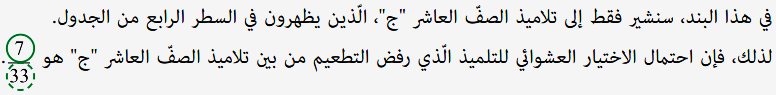 في هذا البند، سنشير فقط إلى تلاميذ الصفّ العاشر "ج"، الّذين يظهرون في السطر الرابع من الجدول.
لذلك، فإن احتمال الاختيار العشوائي للتلميذ الّذي رفض التطعيم من بين تلاميذ الصفّ العاشر "ج" هو 7/33.